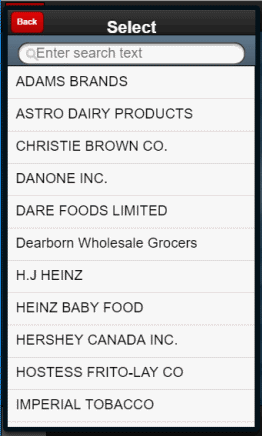 Back
Select
Enter search text
ADAMS BRANDS
ASTRO DAIRY PRODUCTS
CHRISTIE BROWN CO.
DANONE INC.
DARE FOODS LIMITED
Dearborn Wholesale Grocers
H.J HEINZ
HEINZ BABY FOOD
HERSHEY CANADA INC.
HOSTESS FRITO-LAY CO
IMPERIAL TOBACCO